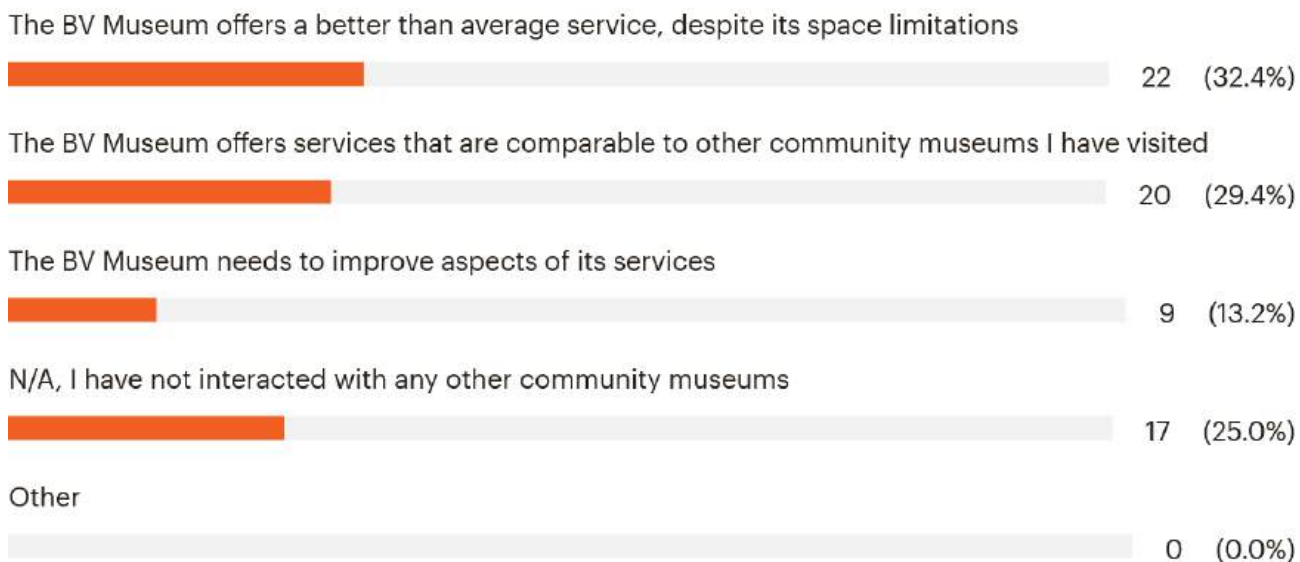 The BV Museum offers a better than average service, despite its space limitations
22 (32.4%)
The BV Museum offers services that are comparable to other community museums I have visited
20 (29.4%)
The BV Museum needs to improve aspects of its services
9 (13.2%)
N/A, I have not interacted with any other community museums
17 (25.0%)
Other
0 (0.0%)